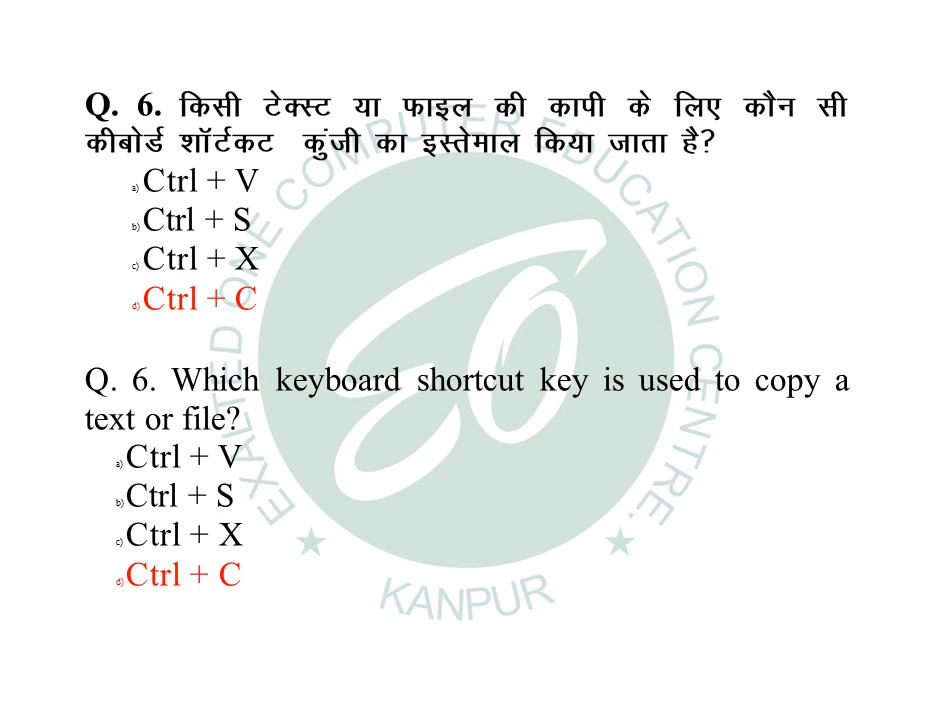 Q. 6. किसी टेक्स्ट या फाइल की कापी के लिए कौन सी
कीबोर्ड शॉर्टकट कुंजी का इस्तेमाल किया जाता है?
a) Ctrl + V
b) Ctrl + S
c) Ctrl + X
d) Ctrl + C
Q. 6. Which keyboard shortcut key is used to copy a
text or file?
a) Ctrl + V
b) Ctrl + S
c) Ctrl + X
d) Ctrl + C
EXALTED ONE COMPUTER EDUCATION CENTRE.
KANPUR